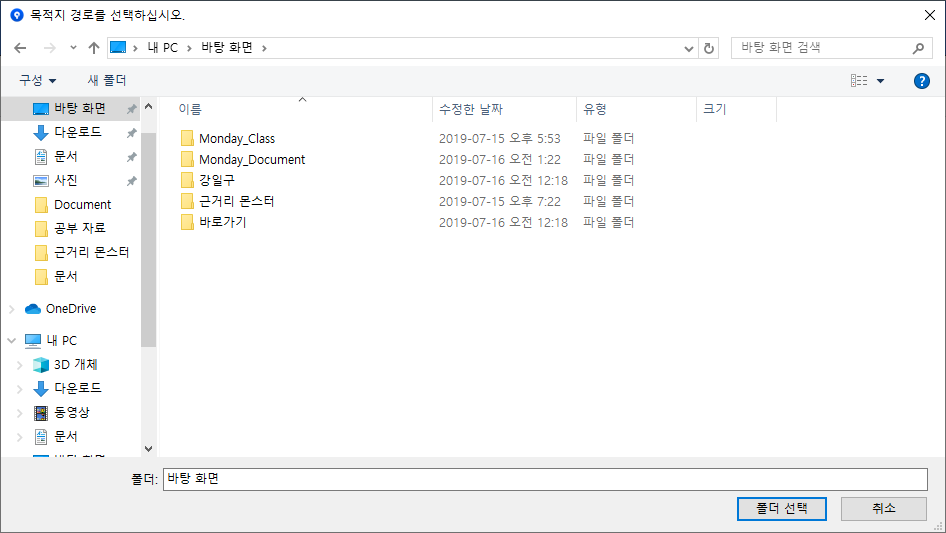 목적지 경로를 선택하십시오.
내 PC
바탕 화면
바탕 화면 검색
구성
새 폴더
바탕 화면
다운로드
문서
사진
Document
공부 자료
근거리 몬스터
문서
OneDrive
내 PC
3D 개체
다운로드
동영상
문서
이름 수정한 날짜 유형 크기
Monday_Class 2019-07-15 오후 5:53 파일 폴더
Monday_Document 2019-07-16 오전 1:22 파일 폴더
강일구 2019-07-16 오전 12:18 파일 폴더
근거리 몬스터 2019-07-15 오후 7:22 파일 폴더
바로가기 2019-07-16 오전 12:18 파일 폴더
폴더: 바탕 화면
폴더 선택 취소